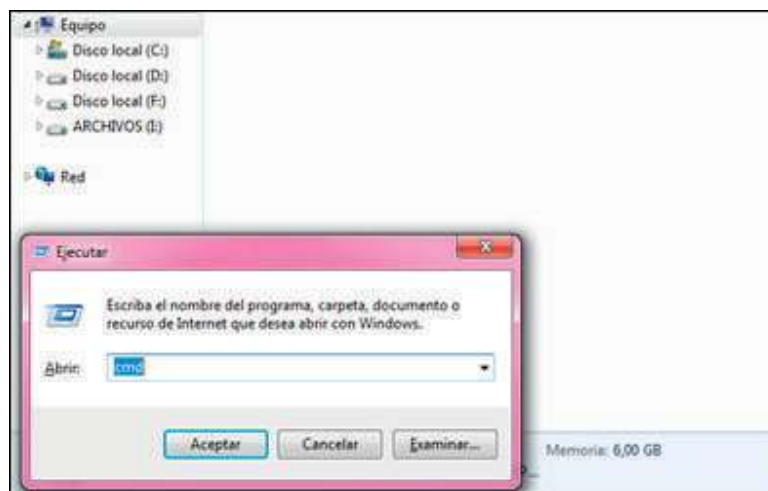 Equipo
Disco local (C:)
Disco local (D:)
Disco local (F:)
ARCHIVOS (I:)
Red
Ejecutar
Escriba el nombre del programa, carpeta, documento o
recurso de Internet que desea abrir con Windows.
Abrir:
cmd
Aceptar
Cancelar
Examinar...
Memoria: 6,00 GB